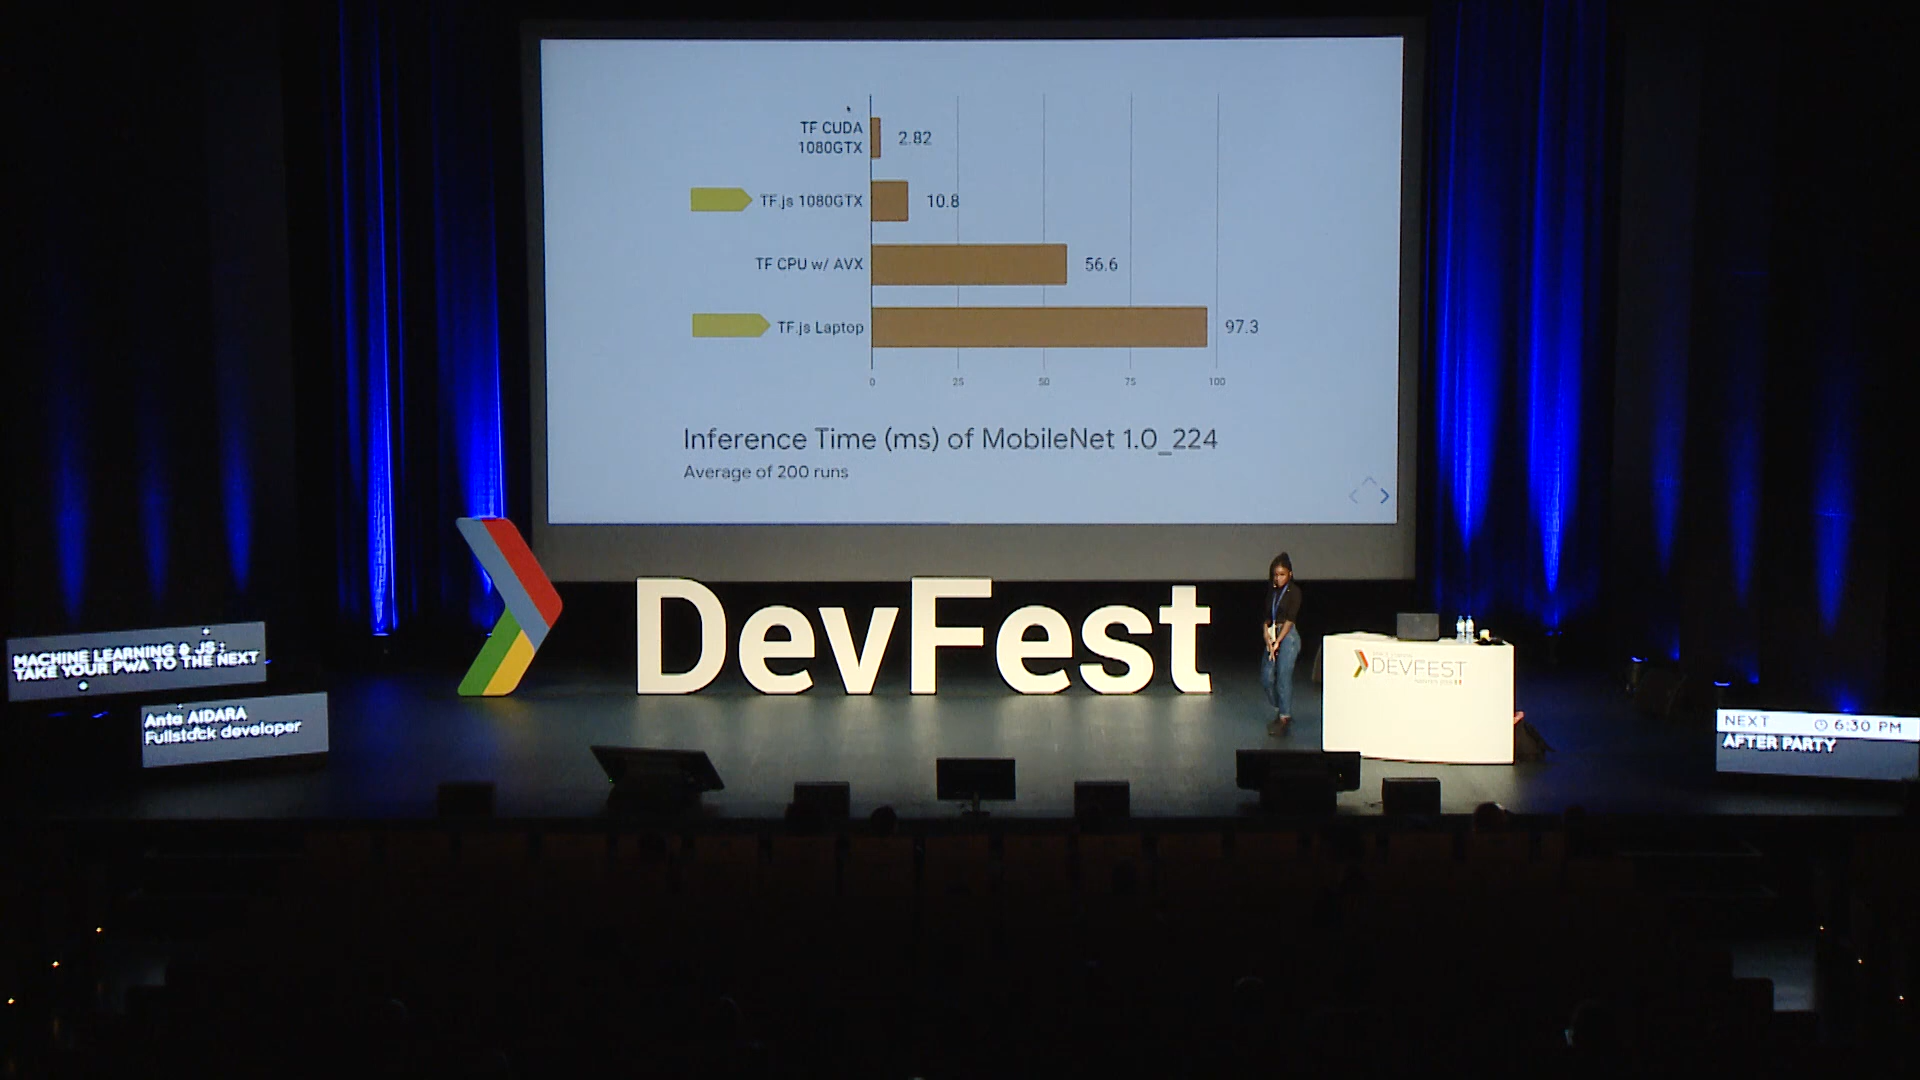 TF CUDA
1080GTX
2.82
TF.js 1080GTX
10.8
TF CPU w/ AVX
56.6
TF.js Laptop
97.3
0 25 50 75 100
Inference Time (ms) of MobileNet 1.0_224
Average of 200 runs
DevFest
MACHINE LEARNING & JS :
TAKE YOUR PWA TO THE NEXT
Anta AIDARA
Fullstack developer
DEVFEST
NEXT 6:30 PM
AFTER PARTY